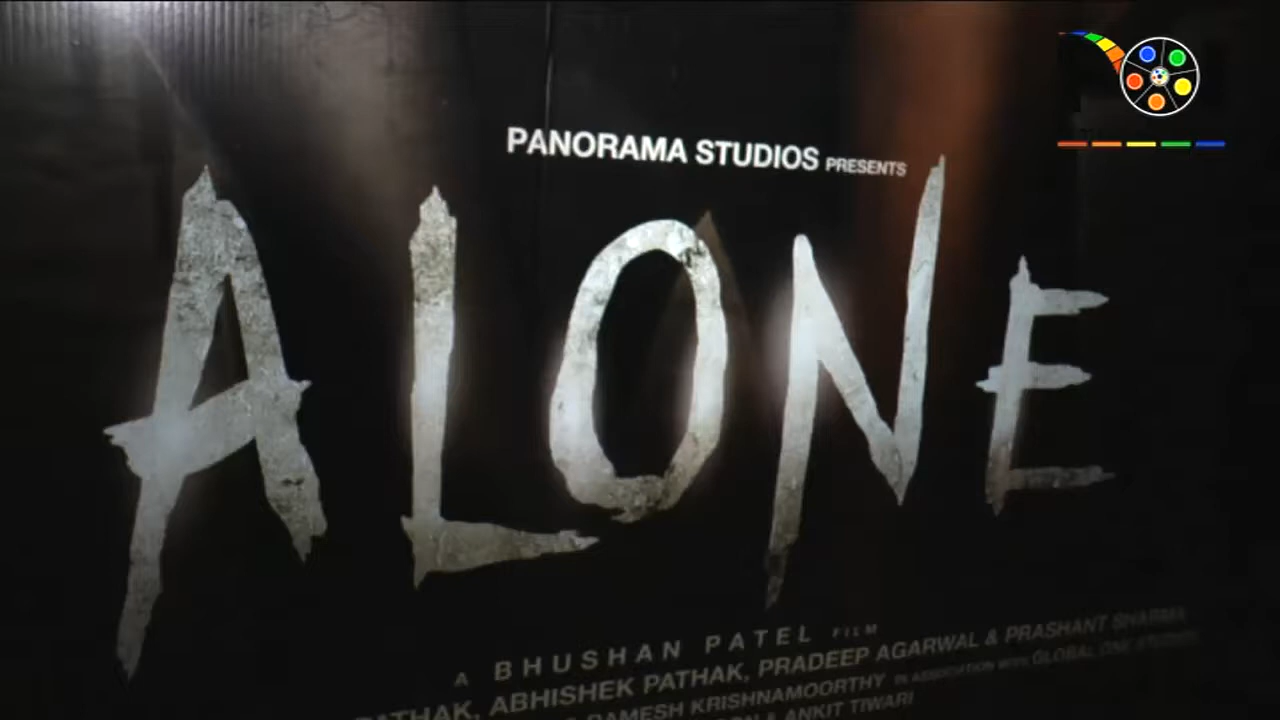 PANORAMA STUDIOS PRESENTS
ALONE
A BHUSHAN PATEL FILM
PATHAK, ABHISHEK PATHAK, PRADEEP AGARWAL & PRASHANT SHARMA
RAMESH KRISHNAMOORTHY IN ASSOCIATION WITH GLOBAL ONE
& ANKIT TIWARI